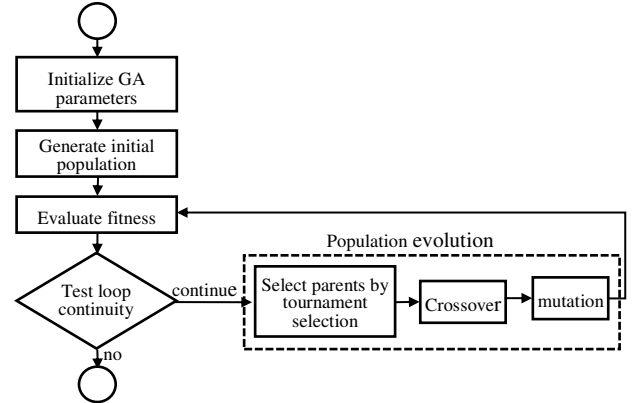 Initialize GA
parameters
Generate initial
population
Evaluate fitness
Population evolution
Test loop
continuity
continue
Select parents by
tournament
selection
Crossover
mutation
no